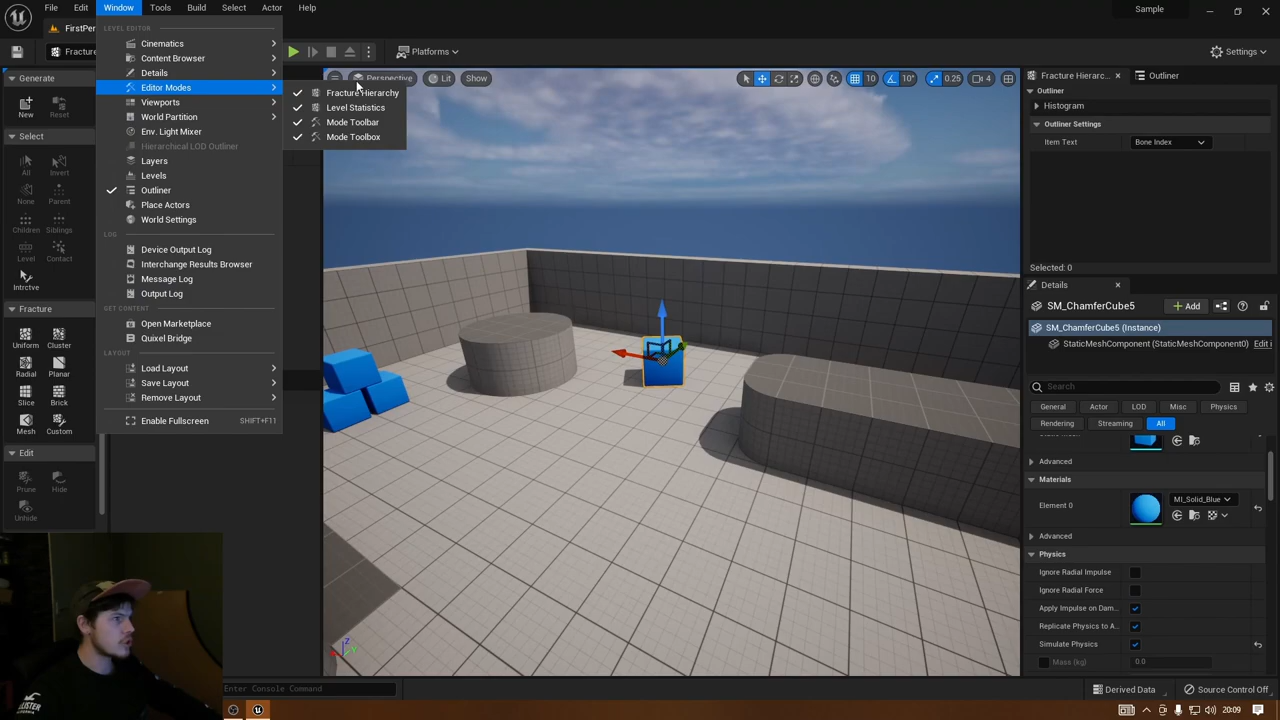 File Edit Window Tools Build Select Actor Help
Sample
FirstPer
Fracture
Platforms
Settings
LEVEL EDITOR
Cinematics
Content Browser
Details
Editor Modes
Viewports
World Partition
Env. Light Mixer
Hierarchical LOD Outliner
Layers
Levels
Outliner
Place Actors
World Settings
LOG
Device Output Log
Interchange Results Browser
Message Log
Output Log
GET CONTENT
Open Marketplace
Quixel Bridge
LAYOUT
Load Layout
Save Layout
Remove Layout
Enable Fullscreen SHIFT+F11
Fracture Hierarchy
Level Statistics
Mode Toolbar
Mode Toolbox
Generate
New Reset
Select
All Invert
None Parent
Children Siblings
Level Contact
Intrctve
Fracture
Uniform Cluster
Radial Planar
Slice Bricks
Mesh Custom
Edit
Prune Hide
Unhide
Perspective Lit Show
10 10° 0.25 4
Z
Y
Fracture Hierarc... Outliner
Outliner
Histogram
Outliner Settings
Item Text Bone Index
Selected: 0
Details
SM_ChamferCube5 Add
SM_ChamferCube5 (Instance)
StaticMeshComponent (StaticMeshComponent0) Edit i
Search
General Actor LOD Misc Physics
Rendering Streaming All
Advanced
Materials
Element 0 MI_Solid_Blue
Advanced
Physics
Ignore Radial Impulse
Ignore Radial Force
Apply Impulse on Dam...
Replicate Physics to A...
Simulate Physics
Mass (kg) 0.0
Enter Console Command
Derived Data Source Control Off
20:09